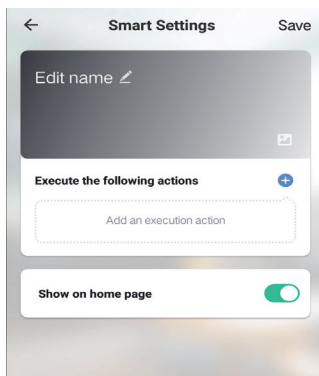 Smart Settings Save
Edit name
Execute the following actions
Add an execution action
Show on home page